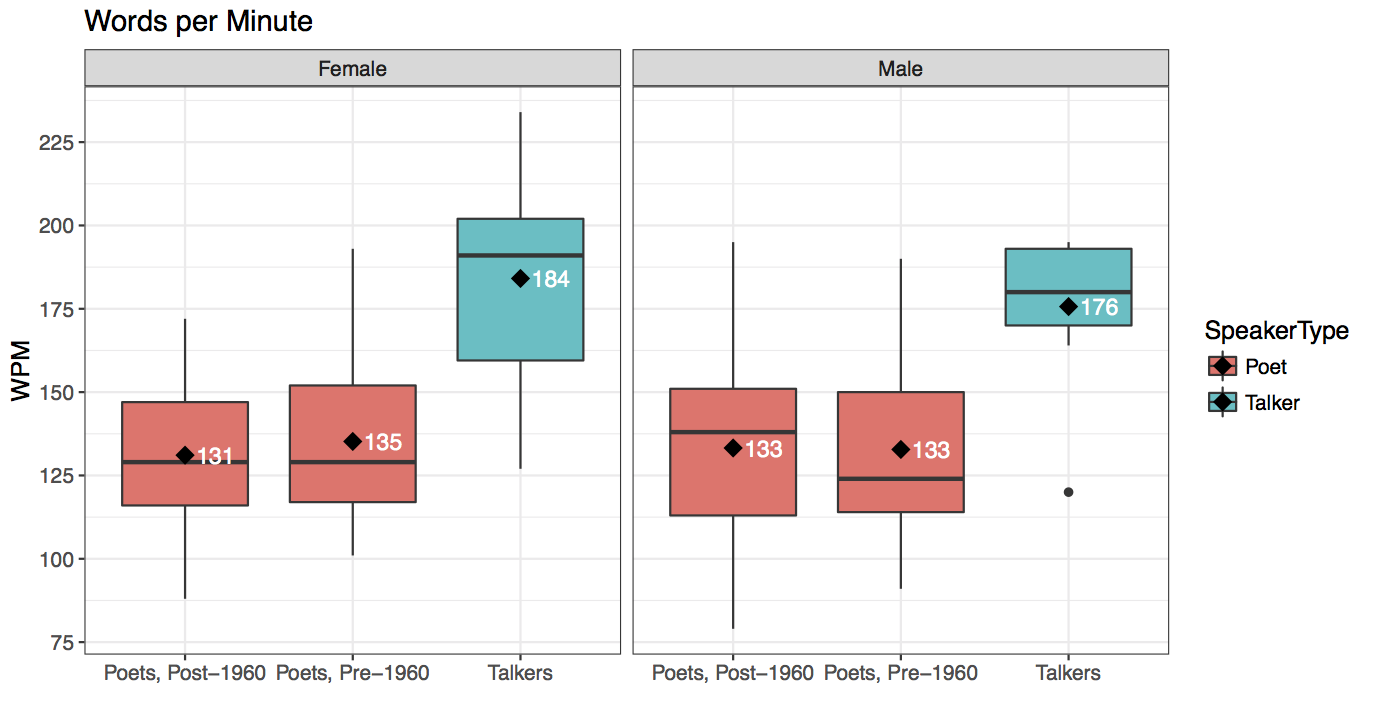 Words per Minute
Female
Male
WPM
225
200
175
150
125
100
75
184
176
131
135
133
133
Poets, Post−1960
Poets, Pre−1960
Talkers
Poets, Post−1960
Poets, Pre−1960
Talkers
SpeakerType
Poet
Talker